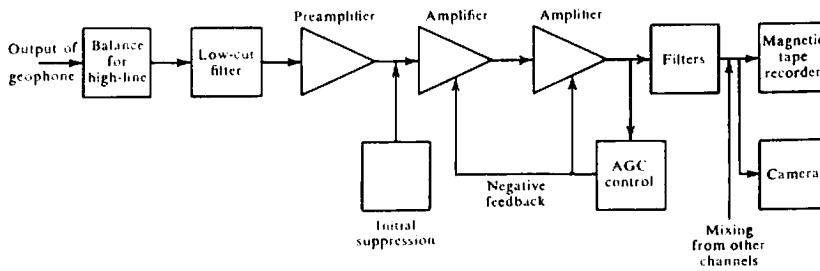 Preamplifier
Amplifier
Amplifier
Output of
geophone
Balance
for
high-line
Low-cut
filter
Filters
Magnetic
tape
recorder
AGC
control
Negative
feedback
Camera
Initial
suppression
Mixing
from other
channels